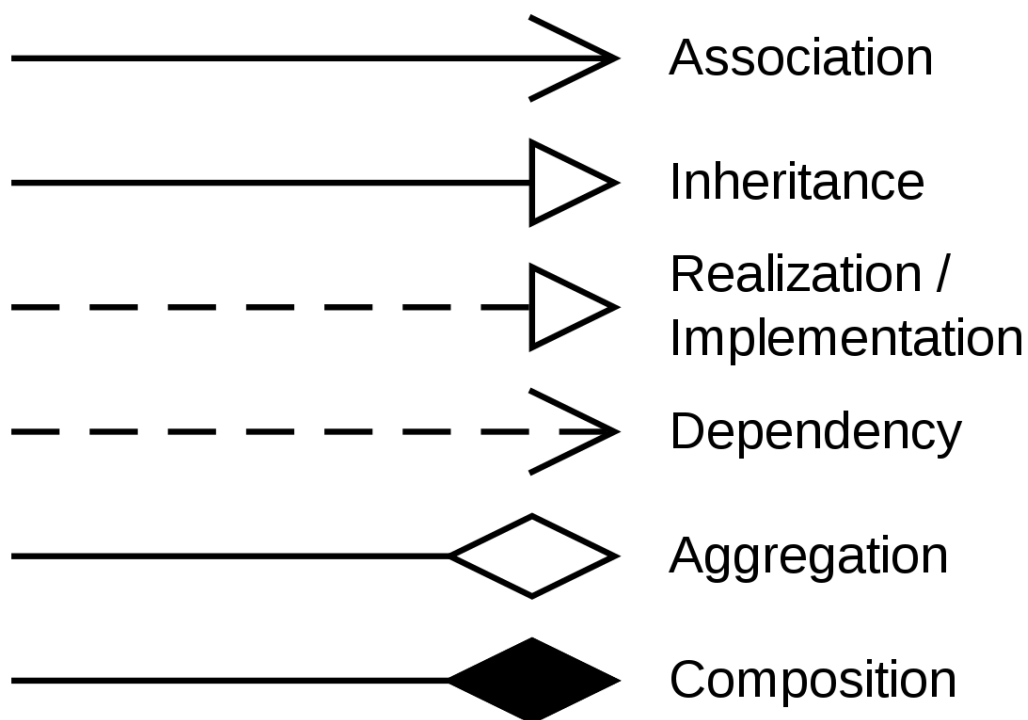 Association
Inheritance
Realization /
Implementation
Dependency
Aggregation
Composition